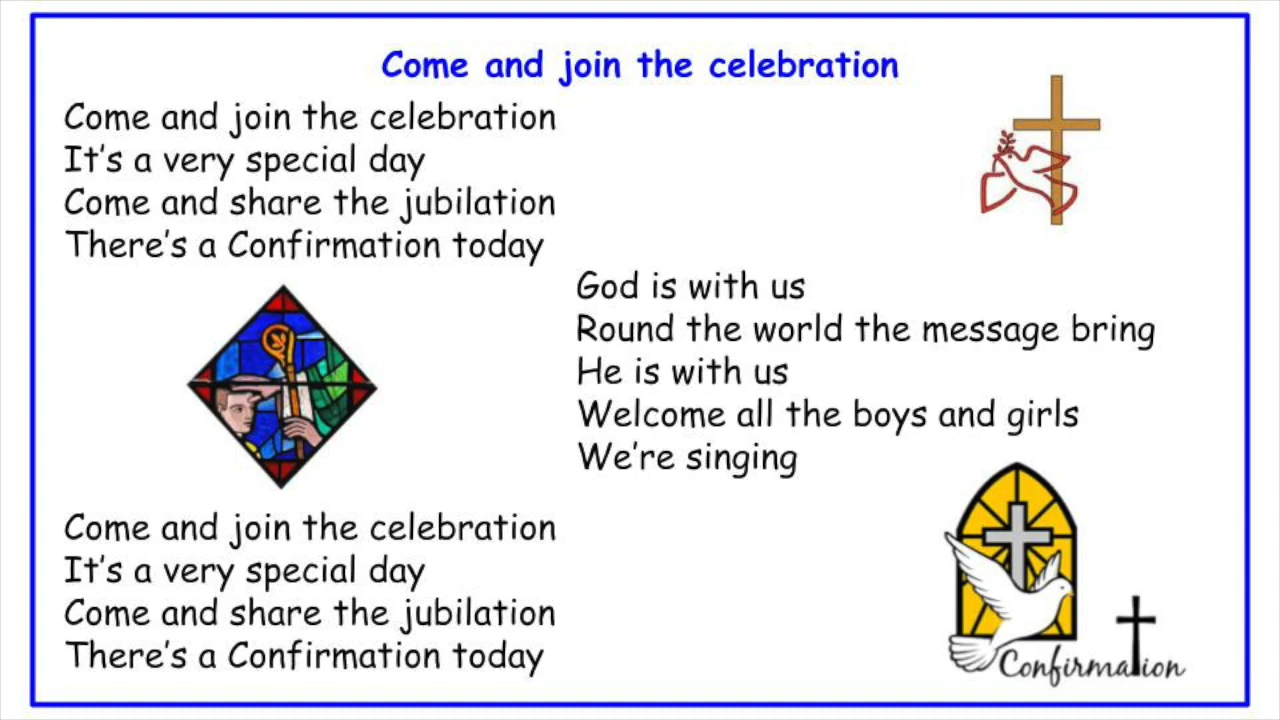 Come and join the celebration
Come and join the celebration
It's a very special day
Come and share the jubilation
There's a Confirmation today
God is with us
Round the world the message bring
He is with us
Welcome all the boys and girls
We're singing
Come and join the celebration
It's a very special day
Come and share the jubilation
There's a Confirmation today
Confirmation